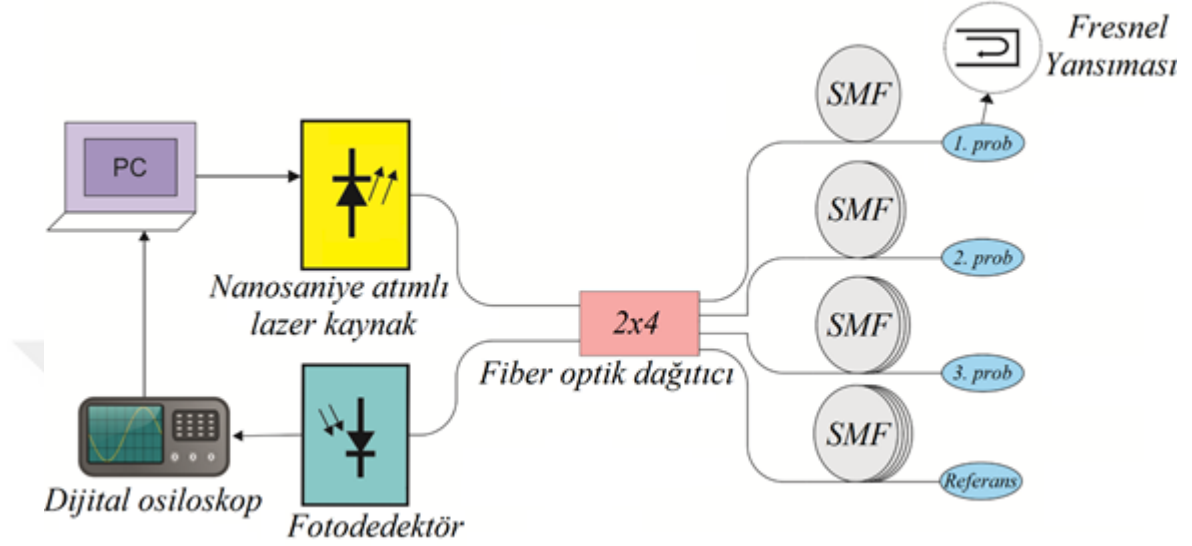 Fresnel
Yansıması
SMF
1. prob
PC
SMF
Nanosaniye atımlı
lazer kaynak
2. prob
2x4
SMF
Fiber optik dağıtıcı
3. prob
SMF
Dijital osiloskop
Fotodedektör
Referans